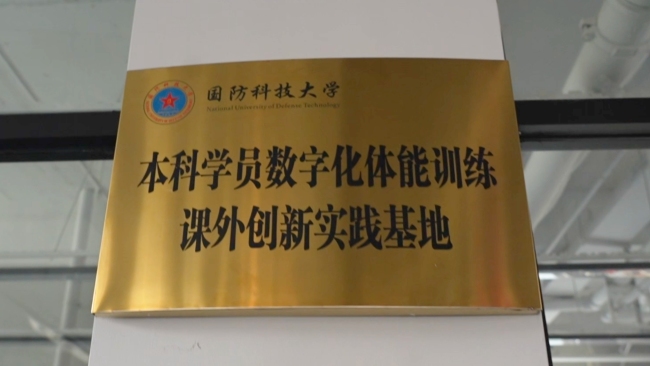 国防科技大学
National University of Defense Technology
本科学员数字化体能训练
课外创新实践基地